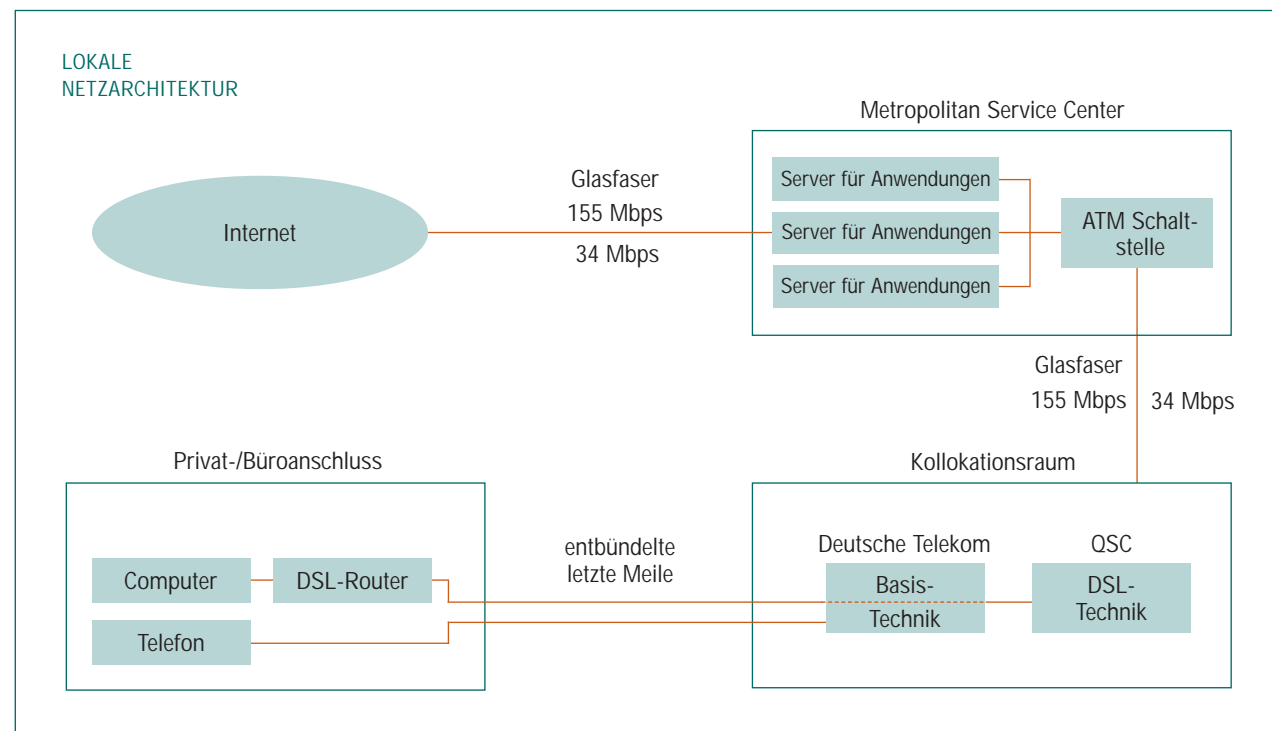 LOKALE
NETZARCHITEKTUR
Metropolitan Service Center
Glasfaser
155 Mbps
34 Mbps
Internet
Server für Anwendungen
Server für Anwendungen
Server für Anwendungen
ATM Schalt-
stelle
Glasfaser
155 Mbps
34 Mbps
Privat-/Büroanschluss
Computer
DSL-Router
Telefon
entbündelte
letzte Meile
Kollokationsraum
Deutsche Telekom
Basis-
Technik
QSC
DSL-
Technik